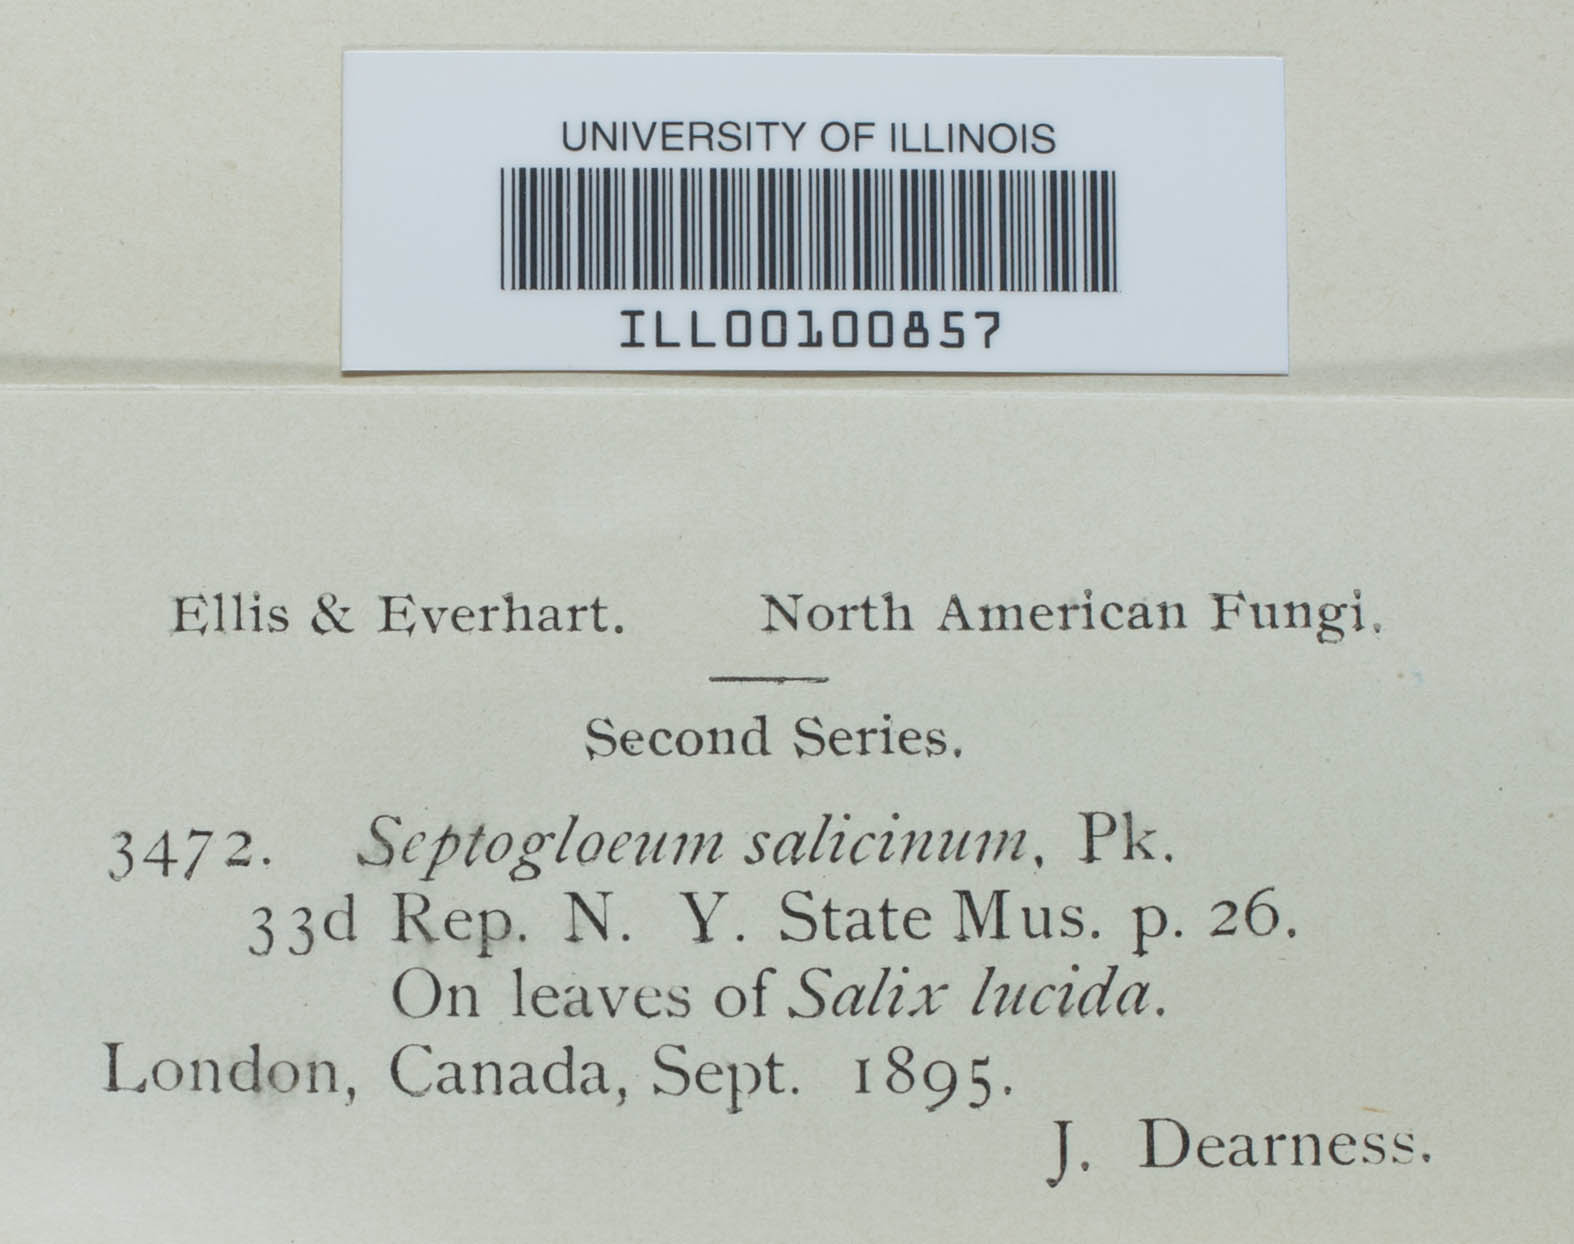 UNIVERSITY OF ILLINOIS
ILL00100857
Ellis & Everhart. North American Fungi.
Second Series.
3472. Septogloeum salicinum, Pk.
33d Rep. N. Y. State Mus. p. 26.
On leaves of Salix lucida.
London, Canada, Sept. 1895.
J. Dearness.